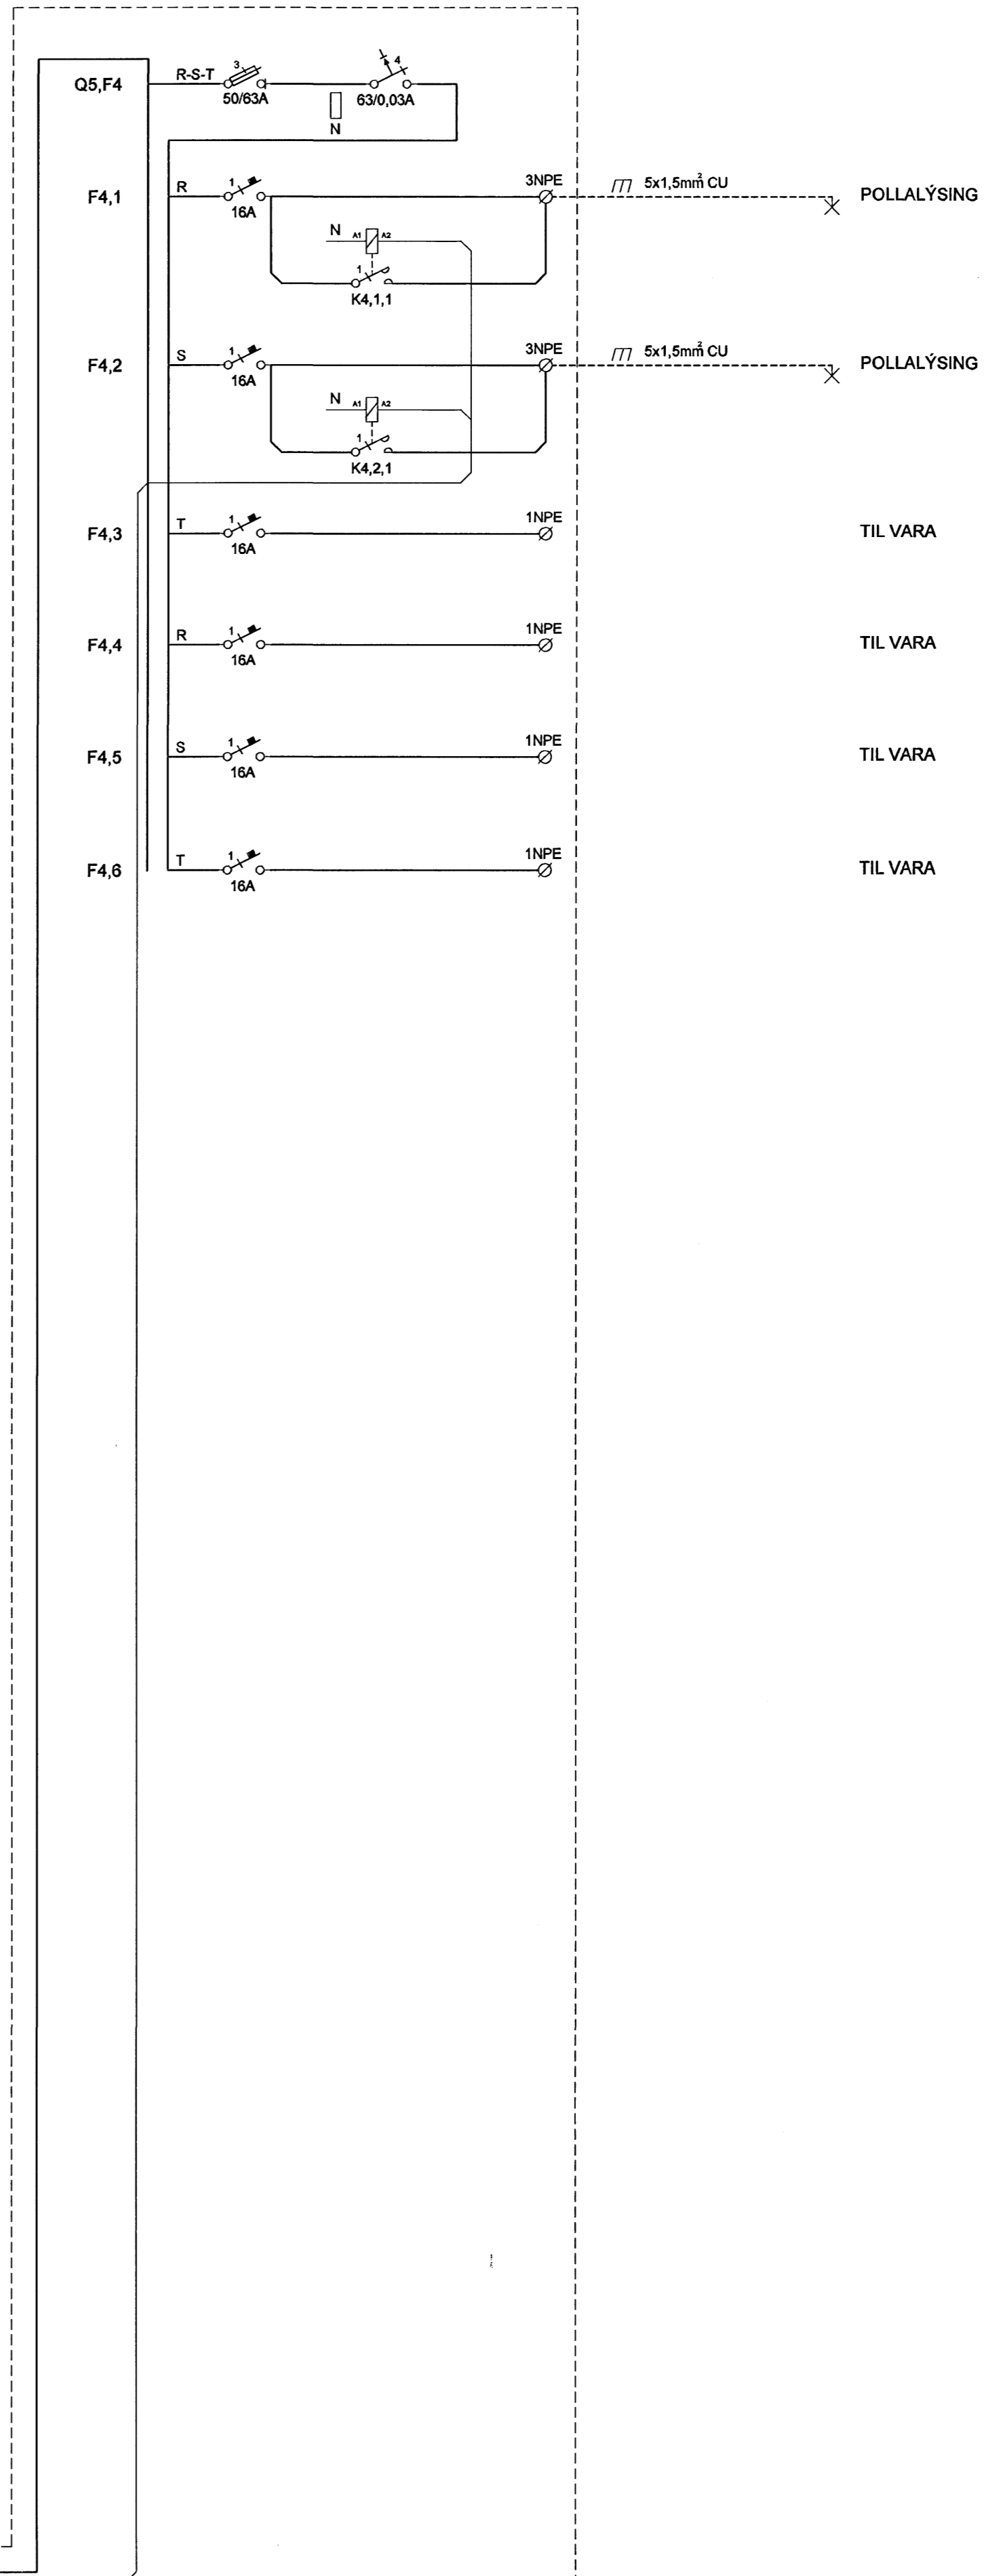 Q5,F4 R-S-T 3 4
50/63A 63/0,03A
N
F4,1 R 1 3NPE 5x1,5mm² CU POLLALÝSING
16A
N A1 A2
1
K4,1,1
F4,2 S 1 3NPE 5x1,5mm² CU POLLALÝSING
16A
N A1 A2
1
K4,2,1
F4,3 T 1 1NPE TIL VARA
16A
F4,4 R 1 1NPE TIL VARA
16A
F4,5 S 1 1NPE TIL VARA
16A
F4,6 T 1 1NPE TIL VARA
16A